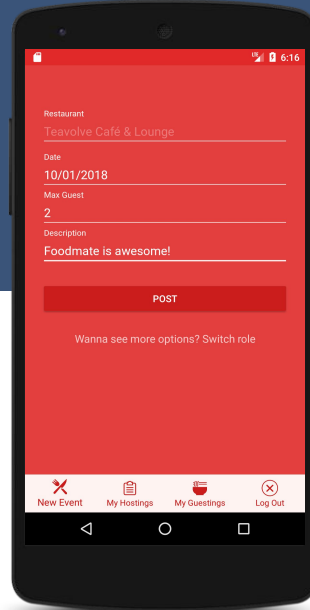 6:16
Restaurant
Teavolve Café & Lounge
Date
10/01/2018
Max Guest
2
Description
Foodmate is awesome!
POST
Wanna see more options? Switch role
New Event My Hostings My Guestings Log Out